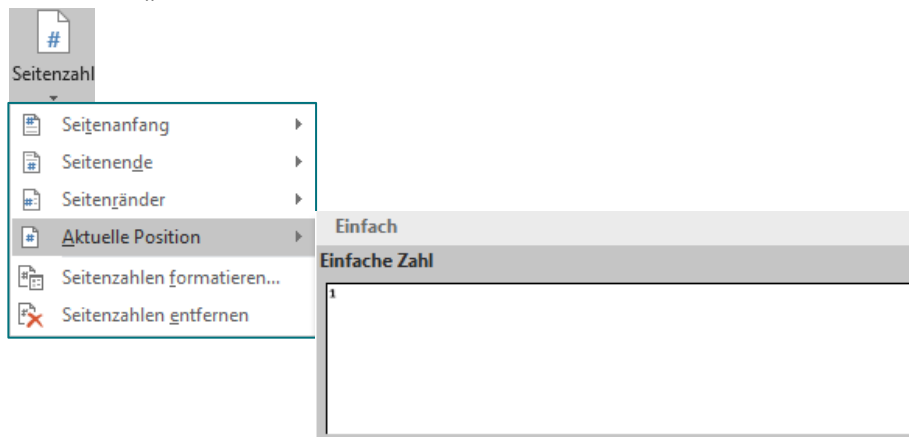 #
Seitenzahl
Seitenanfang
Seitenende
Seitenränder
Aktuelle Position
Seitenzahlen formatieren...
Seitenzahlen entfernen
Einfach
Einfache Zahl
1